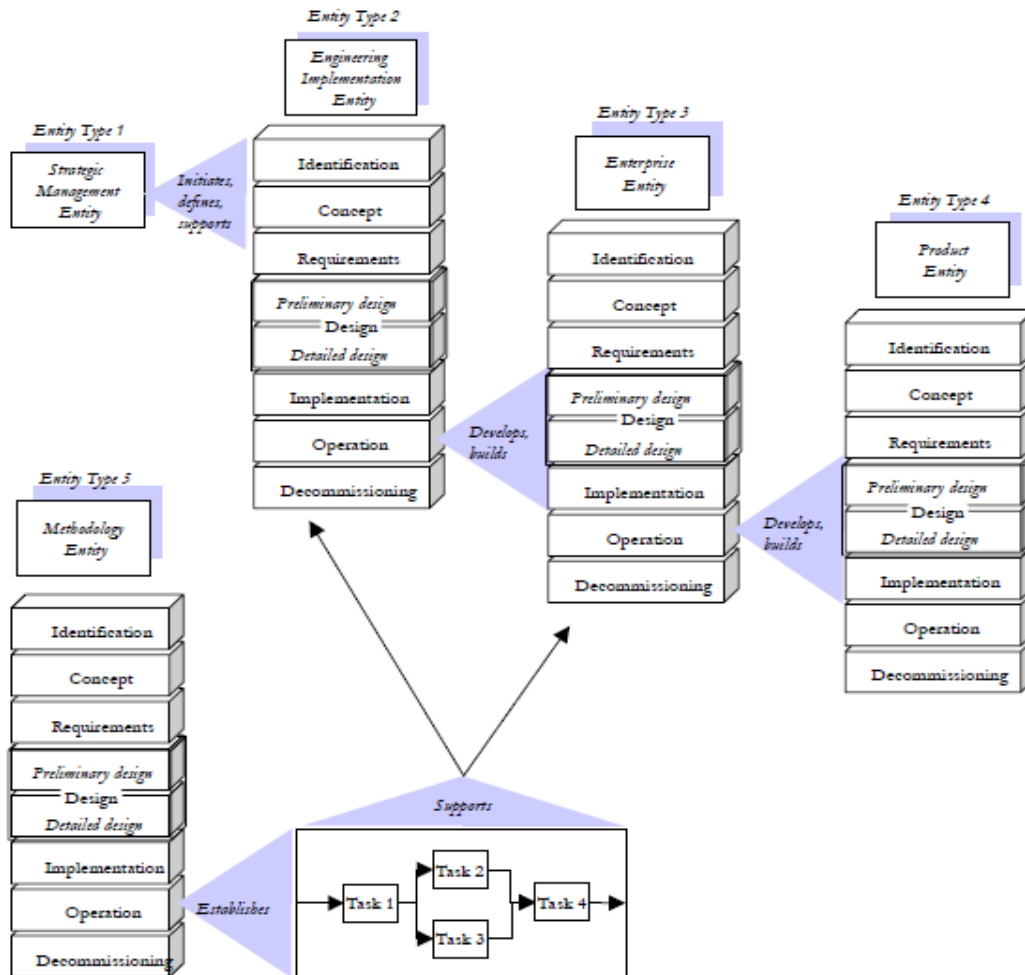 Entity Type 2
Engineering
Implementation
Entity
Entity Type 1
Strategic
Management
Entity
Initiates,
defines,
supports
Identification
Concept
Requirements
Preliminary design
Design
Detailed design
Implementation
Operation
Decommissioning
Entity Type 3
Enterprise
Entity
Develops,
builds
Identification
Concept
Requirements
Preliminary design
Design
Detailed design
Implementation
Operation
Decommissioning
Entity Type 4
Product
Entity
Develops,
builds
Identification
Concept
Requirements
Preliminary design
Design
Detailed design
Implementation
Operation
Decommissioning
Entity Type 5
Methodology
Entity
Identification
Concept
Requirements
Preliminary design
Design
Detailed design
Implementation
Operation
Decommissioning
Establishes
Supports
Task 1
Task 2
Task 3
Task 4